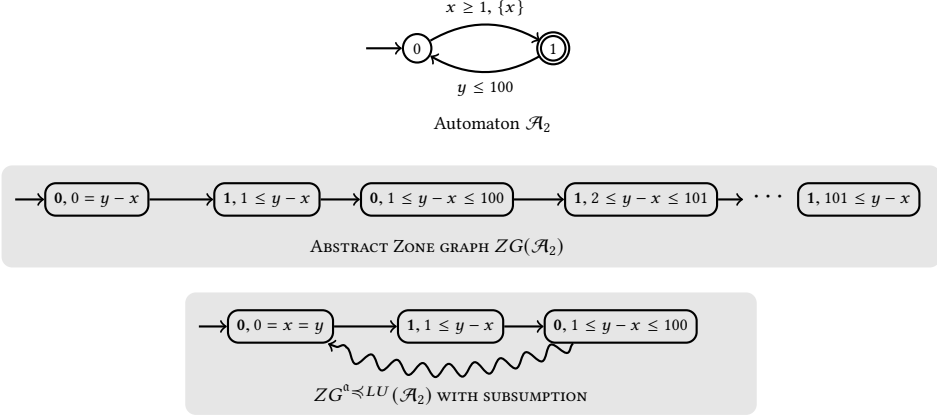 x ≥ 1, {x}
0 1
y ≤ 100
Automaton 𝒜₂
0, 0 = y − x 1, 1 ≤ y − x 0, 1 ≤ y − x ≤ 100 1, 2 ≤ y − x ≤ 101 · · · 1, 101 ≤ y − x
Abstract Zone graph ZG(𝒜₂)
0, 0 = x = y 1, 1 ≤ y − x 0, 1 ≤ y − x ≤ 100
ZG^{𝔞≼LU}(𝒜₂) with subsumption